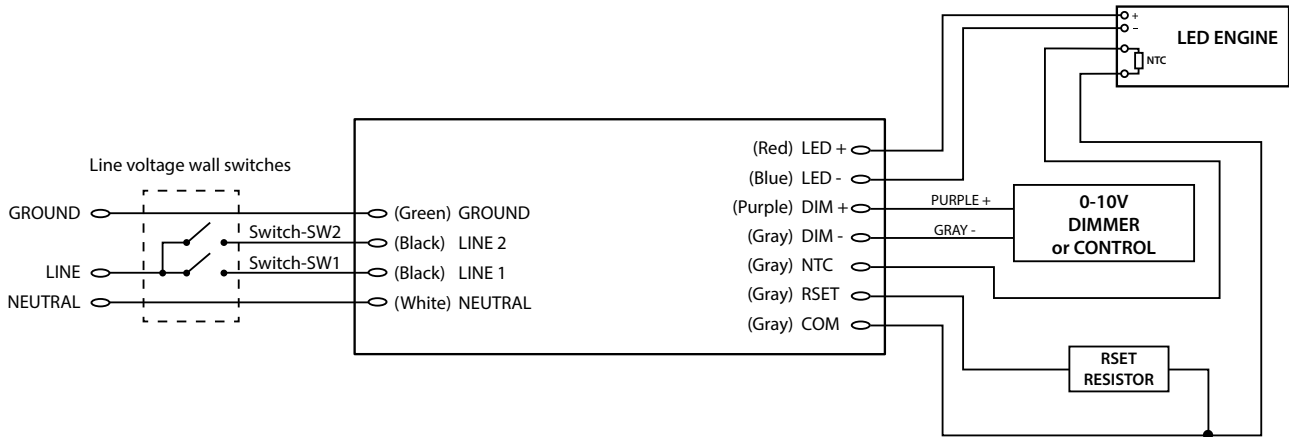 +
–
LED ENGINE
NTC
Line voltage wall switches
GROUND
LINE
NEUTRAL
Switch-SW2
Switch-SW1
(Green) GROUND
(Black) LINE 2
(Black) LINE 1
(White) NEUTRAL
(Red) LED +
(Blue) LED -
(Purple) DIM +
(Gray) DIM -
(Gray) NTC
(Gray) RSET
(Gray) COM
PURPLE +
GRAY -
0-10V
DIMMER
or CONTROL
RSET
RESISTOR